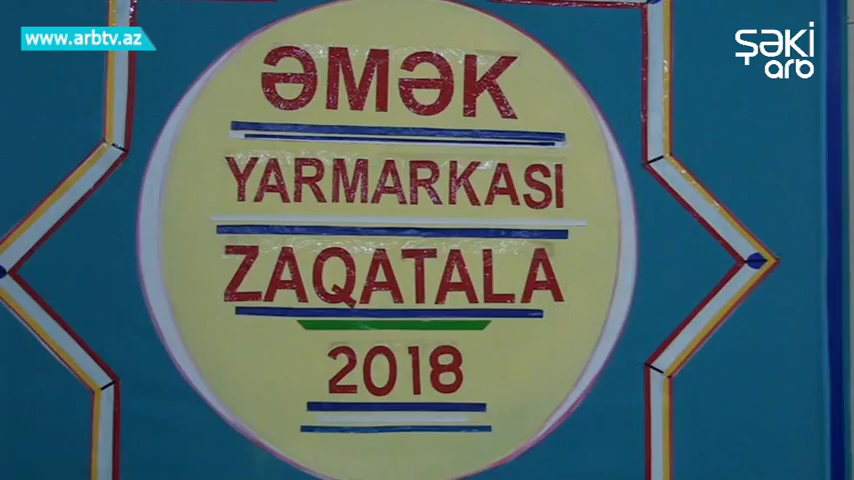 www.arbtv.az
şəki
arb
ƏMƏK
YARMARKASI
ZAQATALA
2018